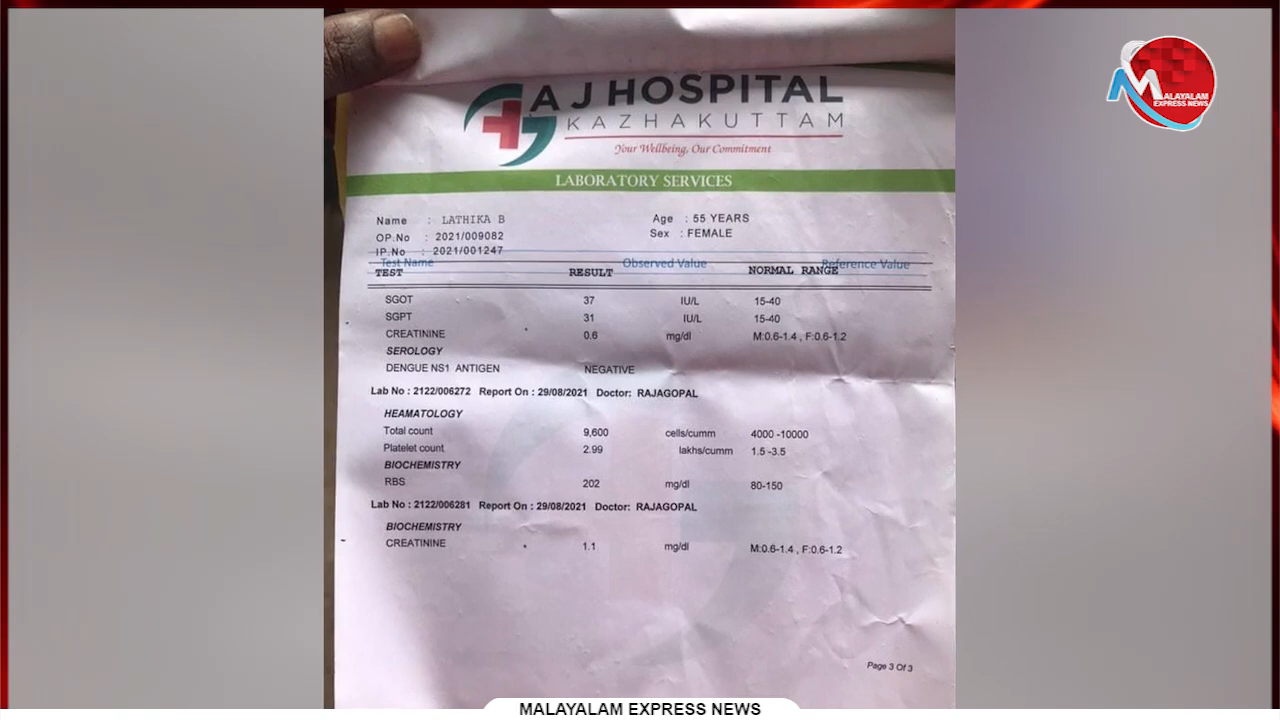 MALAYALAM
EXPRESS NEWS
A J HOSPITAL
KAZHAKUTTAM
Your Wellbeing, Our Commitment
LABORATORY SERVICES
Name : LATHIKA B Age : 55 YEARS
OP.No : 2021/009082 Sex : FEMALE
IP.No : 2021/001247
Test Name Observed Value Reference Value
TEST RESULT NORMAL RANGE
SGOT 37 IU/L 15-40
SGPT 31 IU/L 15-40
CREATININE 0.6 mg/dl M:0.6-1.4 , F:0.6-1.2
SEROLOGY
DENGUE NS1 ANTIGEN NEGATIVE
Lab No : 2122/006272 Report On : 29/08/2021 Doctor: RAJAGOPAL
HEAMATOLOGY
Total count 9,600 cells/cumm 4000 -10000
Platelet count 2.99 lakhs/cumm 1.5 -3.5
BIOCHEMISTRY
RBS 202 mg/dl 80-150
Lab No : 2122/006281 Report On : 29/08/2021 Doctor: RAJAGOPAL
BIOCHEMISTRY
CREATININE 1.1 mg/dl M:0.6-1.4 , F:0.6-1.2
Page 3 Of 3
MALAYALAM EXPRESS NEWS